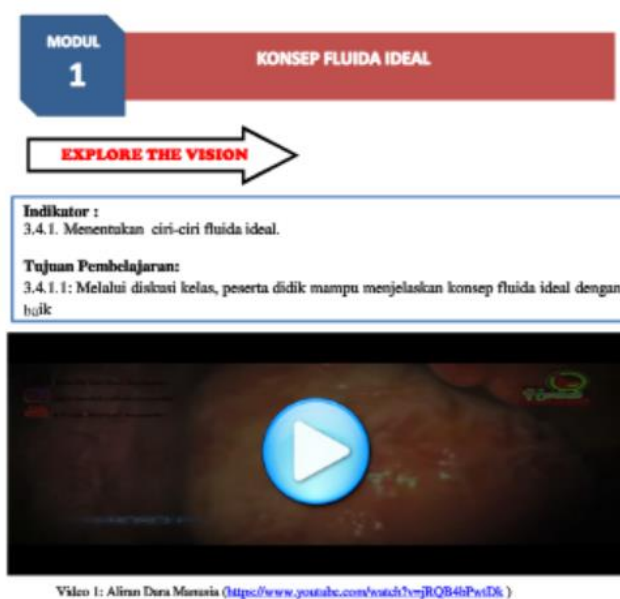 MODUL
1
KONSEP FLUIDA IDEAL
EXPLORE THE VISION
Indikator :
3.4.1. Menentukan ciri-ciri fluida ideal.
Tujuan Pembelajaran:
3.4.1.1: Melalui diskusi kelas, peserta didik mampu menjelaskan konsep fluida ideal dengan
baik
Video 1: Aliran Dara Manusia (https://www.youtube.com/watch?v=jRQB4hPwtDk )